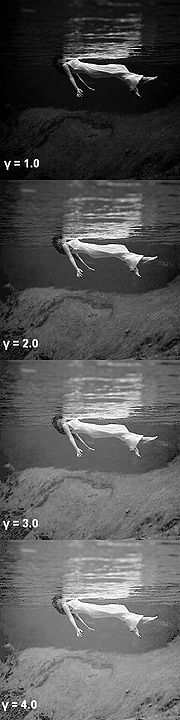 γ = 1.0
γ = 2.0
γ = 3.0
γ = 4.0